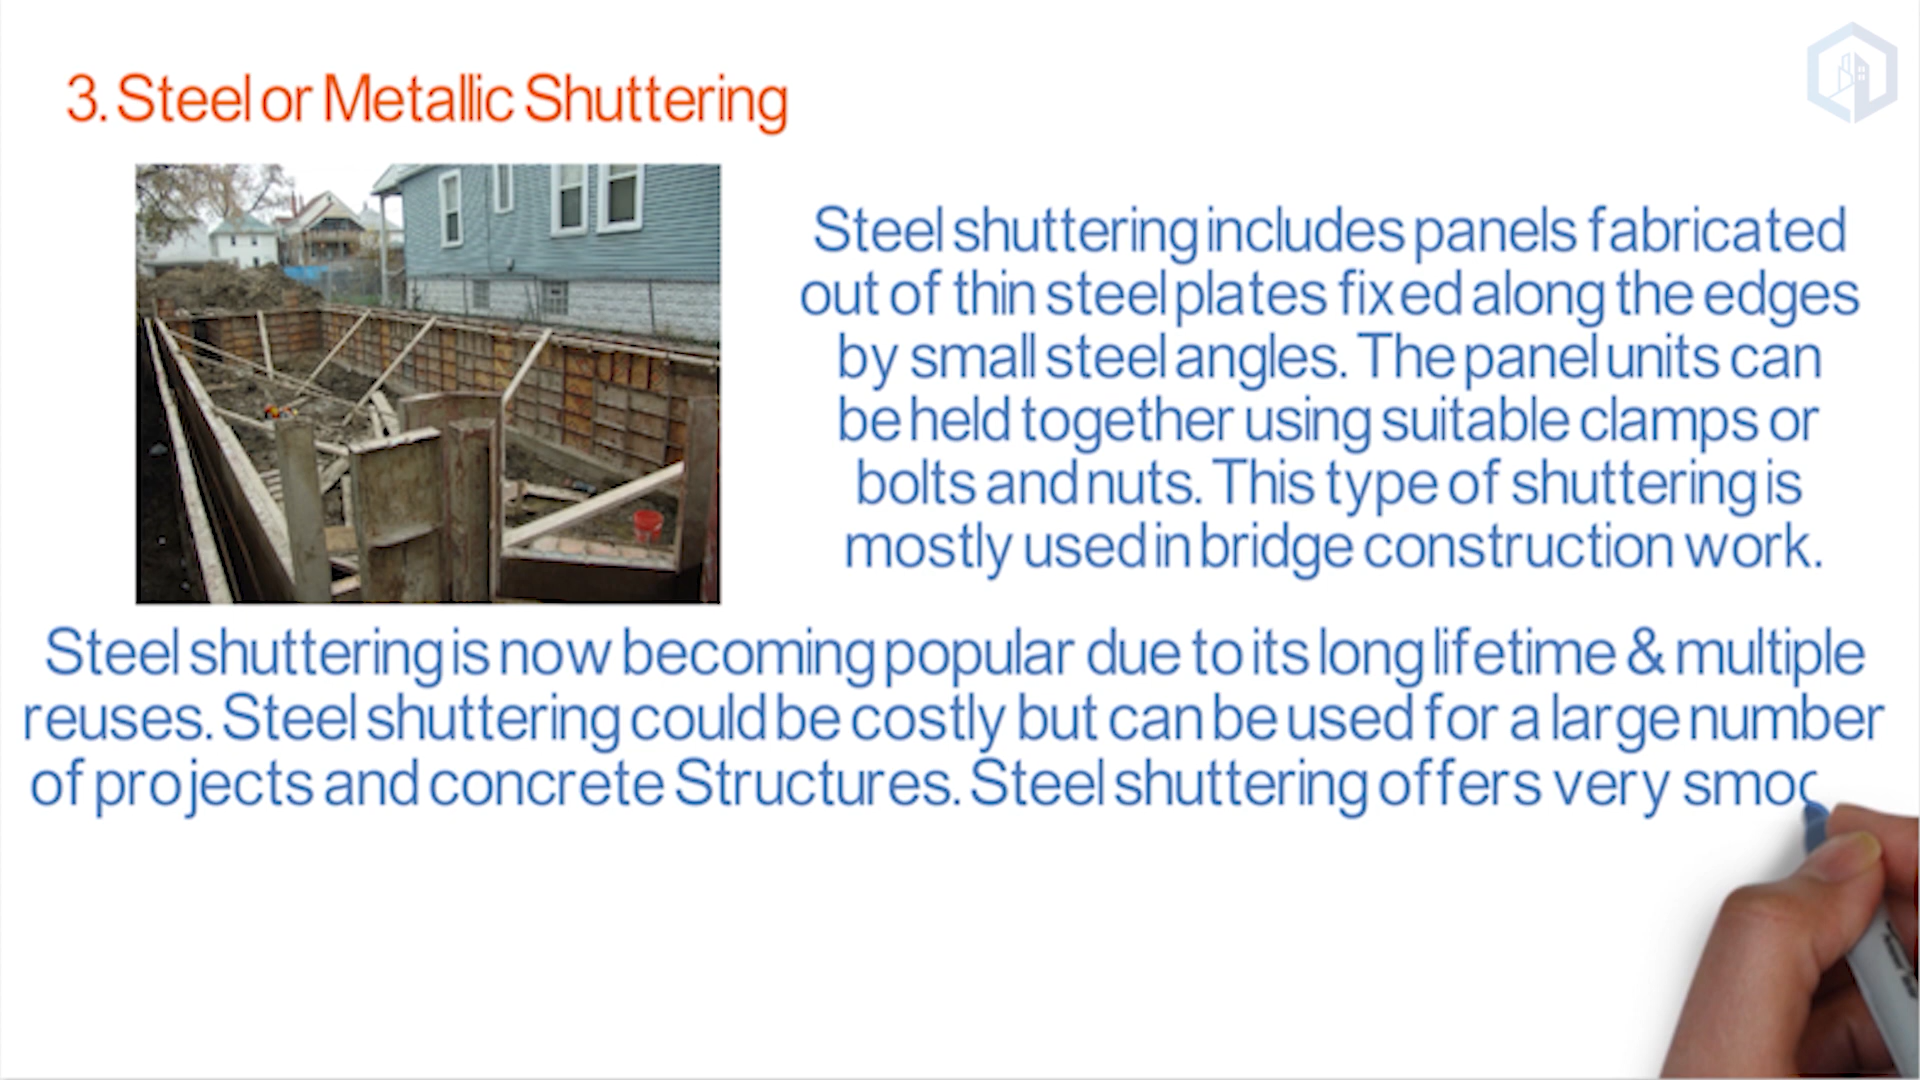 3. Steel or Metallic Shuttering
Steel shuttering includes panels fabricated
out of thin steel plates fixed along the edges
by small steel angles. The panel units can
be held together using suitable clamps or
bolts and nuts. This type of shuttering is
mostly used in bridge construction work.
Steel shuttering is now becoming popular due to its long lifetime & multiple
reuses. Steel shuttering could be costly but can be used for a large number
of projects and concrete Structures. Steel shuttering offers very smo